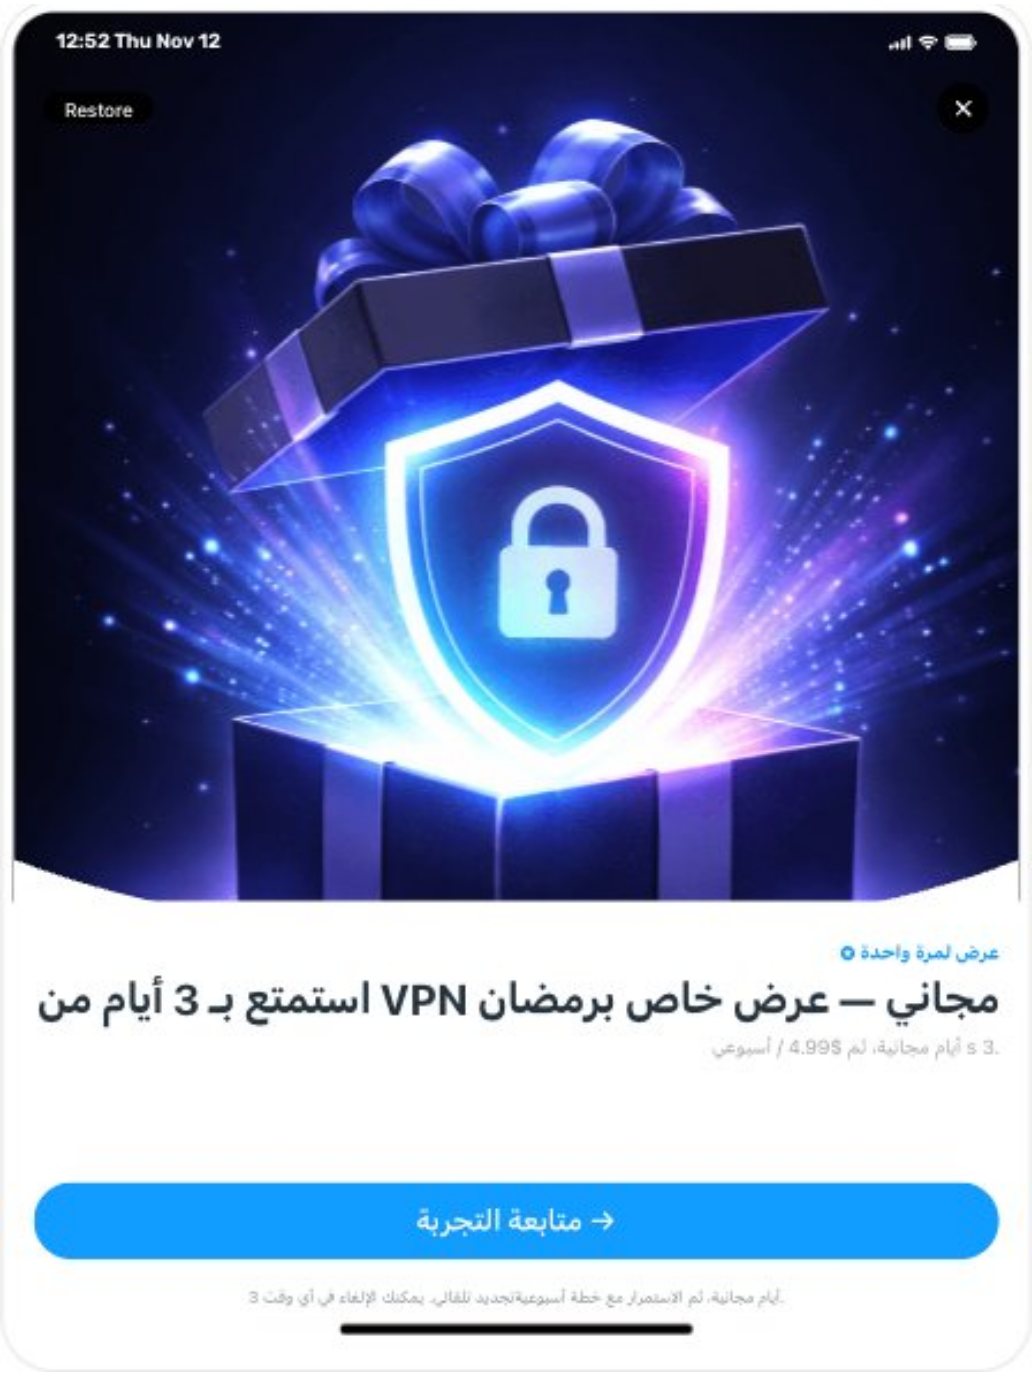 12:52 Thu Nov 12
Restore
عرض لمرة واحدة
مجاني — عرض خاص برمضان VPN استمتع بـ 3 أيام من
.3 s أيام مجانية، ثم $4.99 / أسبوعي
→ متابعة التجربة
.أيام مجانية، ثم الاستمرار مع خطة أسبوعيةتجديد تلقائي. يمكنك الإلغاء في أي وقت 3